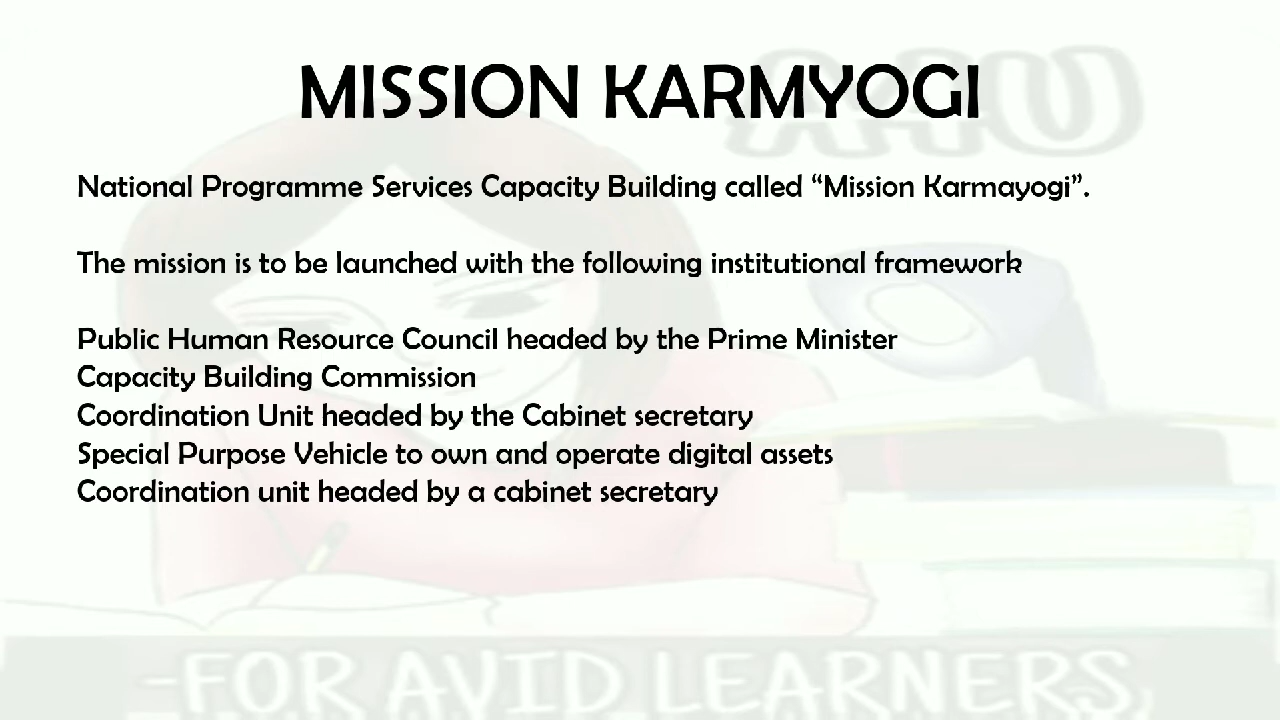 MISSION KARMYOGI
National Programme Services Capacity Building called “Mission Karmayogi”.
The mission is to be launched with the following institutional framework
Public Human Resource Council headed by the Prime Minister
Capacity Building Commission
Coordination Unit headed by the Cabinet secretary
Special Purpose Vehicle to own and operate digital assets
Coordination unit headed by a cabinet secretary
-FOR AVID LEARNERS